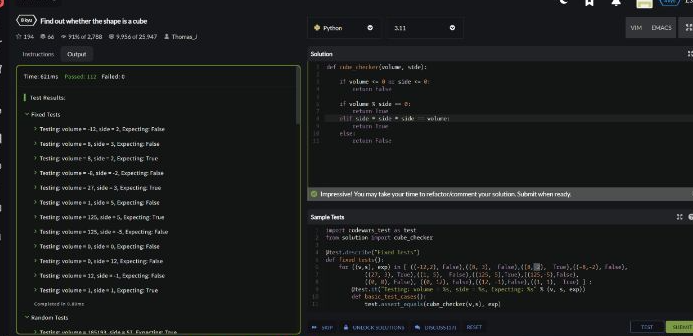 8 kyu Find out whether the shape is a cube
194 66 91% of 2,788 9,956 of 25,947 Thomas_J
Python 3.11
VIM EMACS
Instructions Output
Time: 621ms Passed: 112 Failed: 0
Test Results:
Fixed Tests
Testing: volume = -12, side = 2, Expecting: False
Testing: volume = 8, side = 3, Expecting: False
Testing: volume = 8, side = 2, Expecting: True
Testing: volume = -8, side = -2, Expecting: False
Testing: volume = 27, side = 3, Expecting: True
Testing: volume = 1, side = 5, Expecting: False
Testing: volume = 125, side = 5, Expecting: True
Testing: volume = 125, side = -5, Expecting: False
Testing: volume = 0, side = 0, Expecting: False
Testing: volume = 0, side = 12, Expecting: False
Testing: volume = 12, side = -1, Expecting: False
Testing: volume = 1, side = 1, Expecting: True
Completed in 0.88ms
Random Tests
Solution
def cube_checker(volume, side):
if volume <= 0 or side <= 0:
return False
if volume % side == 0:
return True
elif side * side * side == volume:
return True
else:
return False
Impressive! You may take your time to refactor/comment your solution. Submit when ready.
Sample Tests
import codewars_test as test
from solution import cube_checker
@test.describe("Fixed Tests")
def fixed_tests():
for ((v,s), exp) in [ ((-12,2), False),((8, 3), False),((8, 2), True),((-8,-2), False),
((27, 3), True),((1, 5), False),((125, 5),True),((125,-5),False),
((0, 0), False), ((0, 12), False),((12, -1),False),((1, 1), True) ] :
@test.it("Testing: volume = %s, side = %s, Expecting: %s" % (v, s, exp))
def basic_test_cases():
test.assert_equals(cube_checker(v,s), exp)
SKIP UNLOCK SOLUTIONS DISCUSS (17) RESET TEST SUBMIT